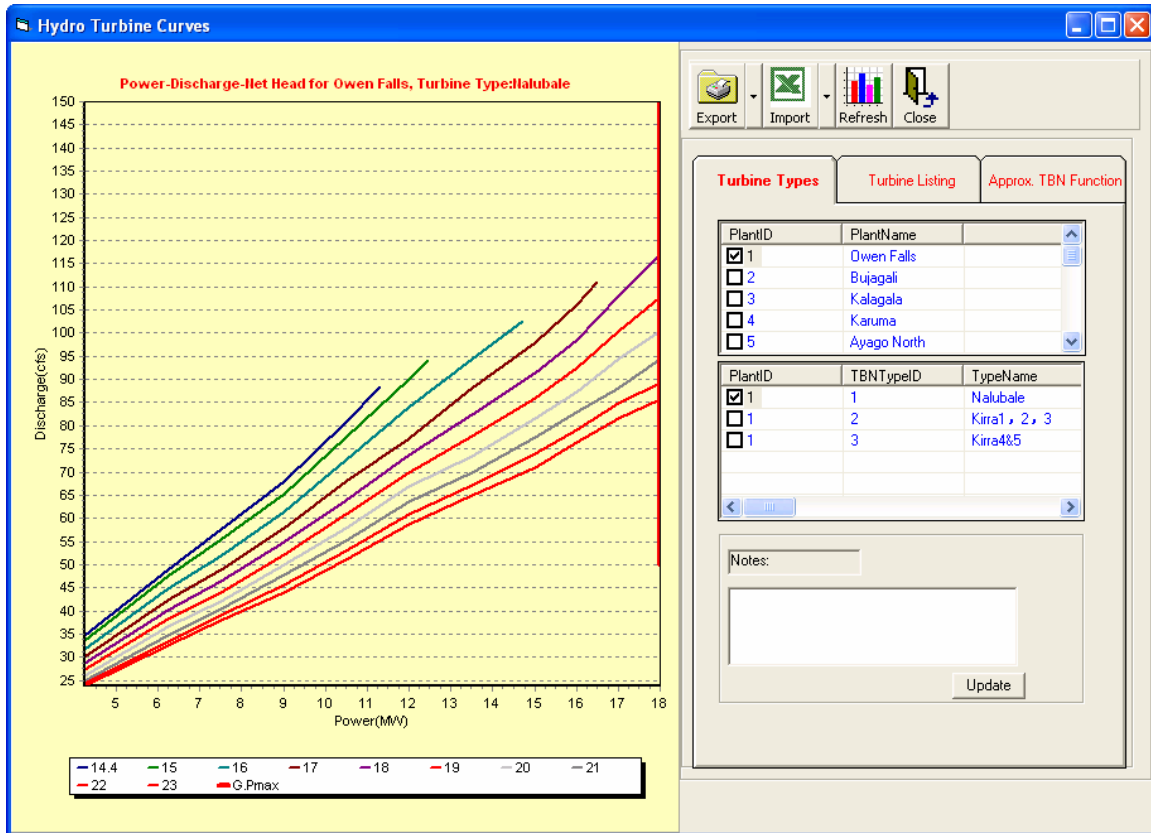 Hydro Turbine Curves
Power-Discharge-Net Head for Owen Falls, Turbine Type:Nalubale
150
145
140
135
130
125
120
115
110
105
100
95
90
85
80
75
70
65
60
55
50
45
40
35
30
25
Discharge(cfs)
5 6 7 8 9 10 11 12 13 14 15 16 17 18
Power(MW)
14.4 15 16 17 18 19 20 21
22 23 G.Pmax
Export Import Refresh Close
Turbine Types Turbine Listing Approx. TBN Function
PlantID PlantName
1 Owen Falls
2 Bujagali
3 Kalagala
4 Karuma
5 Ayago North
PlantID TBNTypeID TypeName
1 1 Nalubale
1 2 Kirra1, 2, 3
1 3 Kirra4&5
Notes:
Update